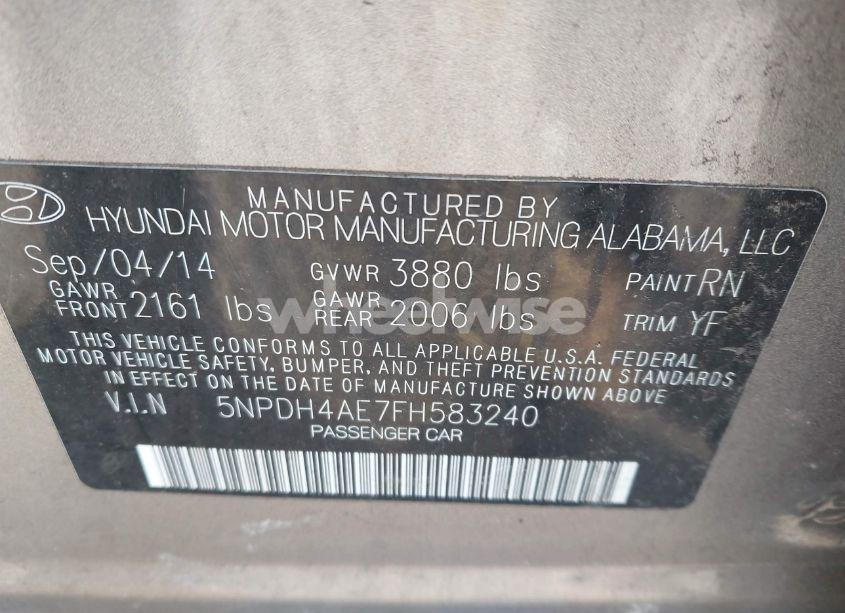 MANUFACTURED BY
HYUNDAI MOTOR MANUFACTURING ALABAMA, LLC
Sep/04/14 GVWR 3880 lbs PAINT RN
GAWR FRONT 2161 lbs GAWR REAR 2006 lbs TRIM YF
wheelwise
THIS VEHICLE CONFORMS TO ALL APPLICABLE U.S.A. FEDERAL
MOTOR VEHICLE SAFETY, BUMPER, AND THEFT PREVENTION STANDARDS
IN EFFECT ON THE DATE OF MANUFACTURE SHOWN ABOVE
V.I.N 5NPDH4AE7FH583240
PASSENGER CAR